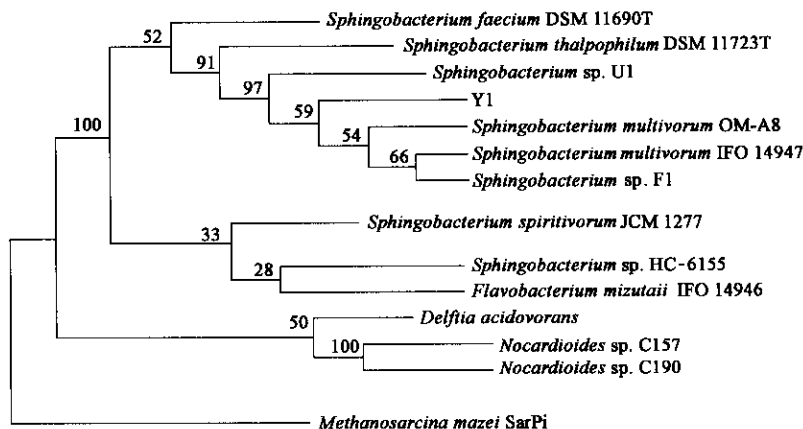 Sphingobacterium faecium DSM 11690T
52
Sphingobacterium thalpophilum DSM 11723T
91
Sphingobacterium sp. U1
97
Y1
59
Sphingobacterium multivorum OM-A8
100
54
Sphingobacterium multivorum IFO 14947
66
Sphingobacterium sp. F1
Sphingobacterium spiritivorum JCM 1277
33
Sphingobacterium sp. HC-6155
28
Flavobacterium mizutaii IFO 14946
Delftia acidovorans
50
Nocardioides sp. C157
100
Nocardioides sp. C190
Methanosarcina mazei SarPi